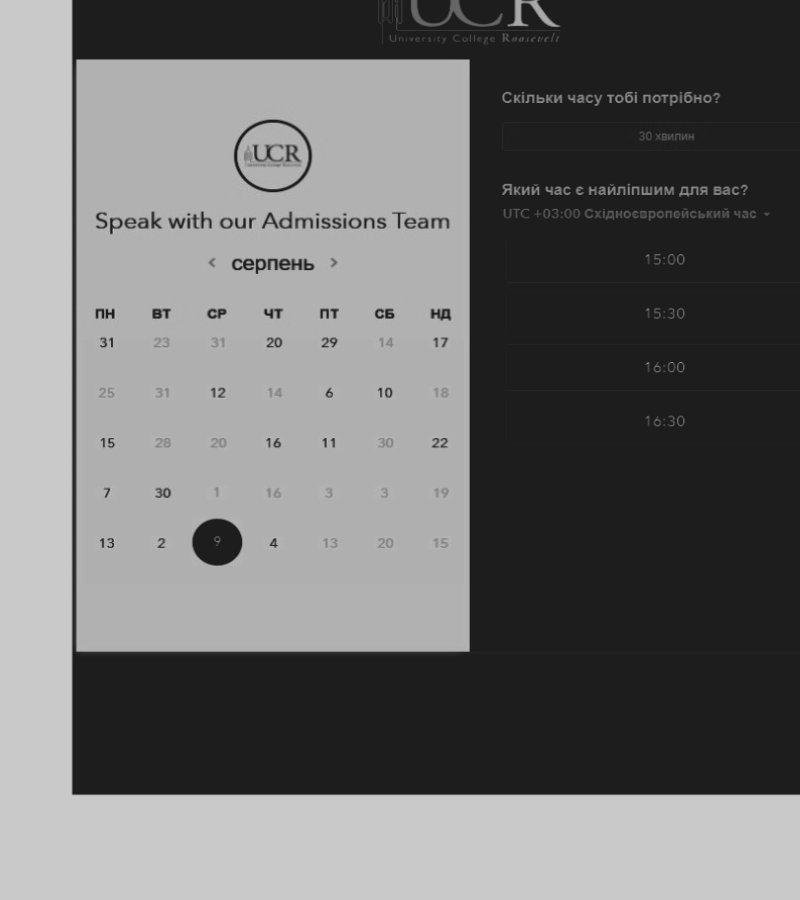 UCR
University College Roosevelt
UCR
Speak with our Admissions Team
< серпень >
ПН ВТ СР ЧТ ПТ СБ НД
31 23 31 20 29 14 17
25 31 12 14 6 10 18
15 28 20 16 11 30 22
7 30 1 16 3 3 19
13 2 9 4 13 20 15
Скільки часу тобі потрібно?
30 хвилин
Який час є найліпшим для вас?
UTC +03:00 Східноєвропейський час
15:00
15:30
16:00
16:30